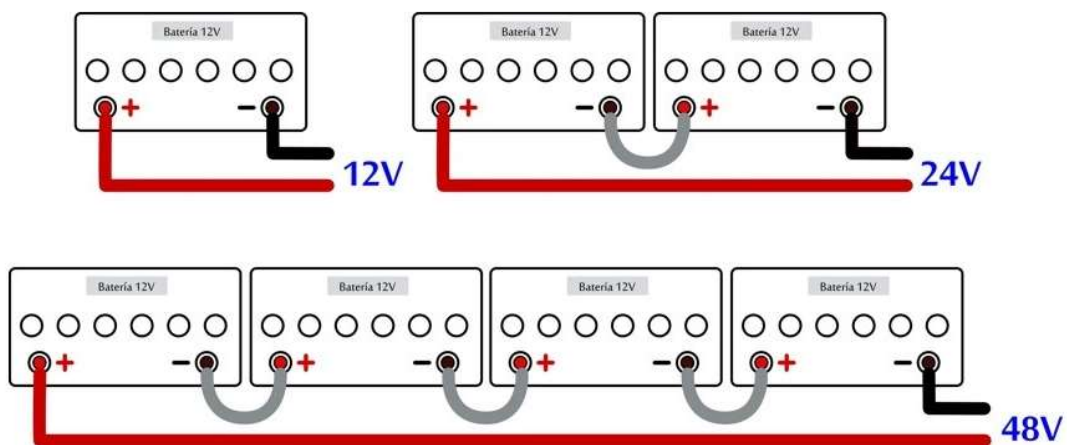 Batería 12V
+ −
12V
Batería 12V Batería 12V
+ − + −
24V
Batería 12V Batería 12V Batería 12V Batería 12V
+ − + − + − + −
48V